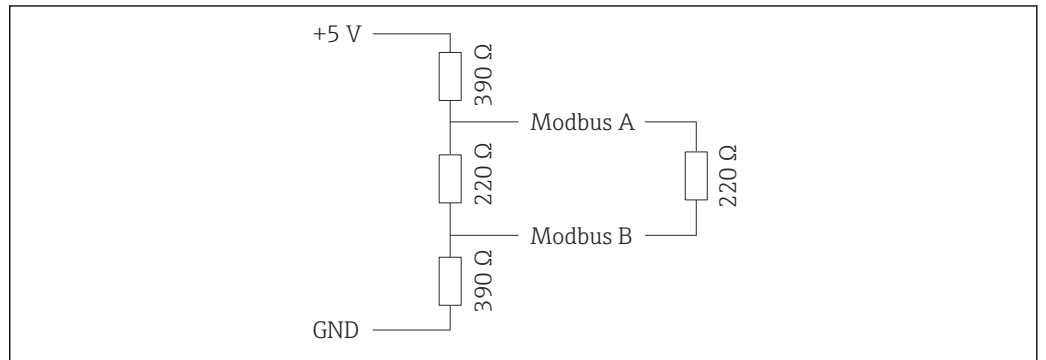 +5 V
390 Ω
Modbus A
220 Ω
220 Ω
Modbus B
390 Ω
GND